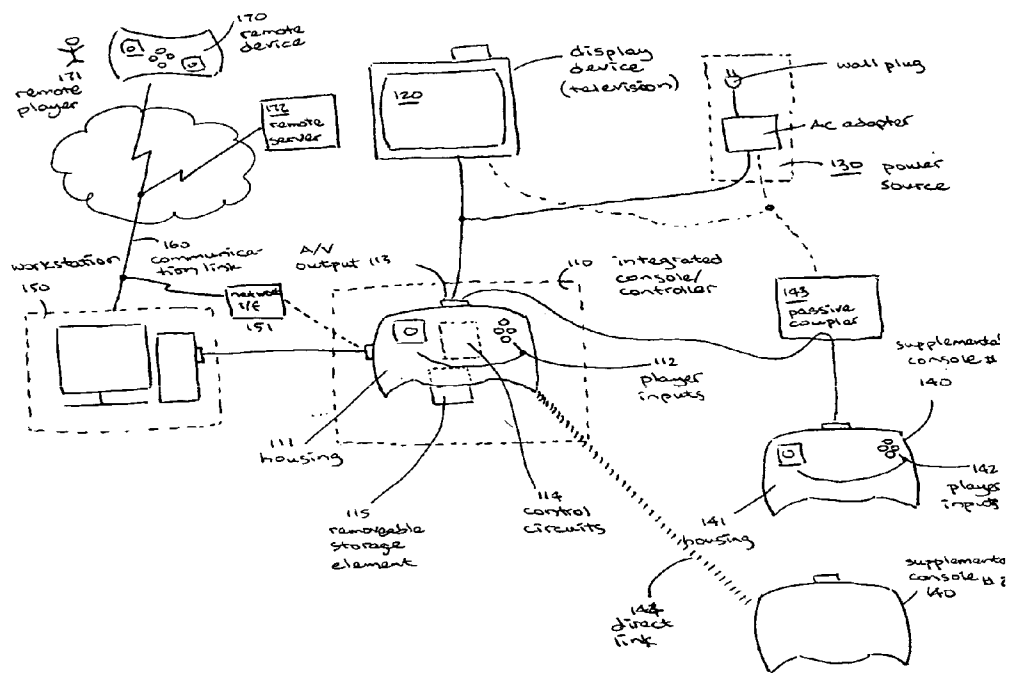 170
remote
device
171
remote
player
172
remote
server
120
display
device
(television)
wall plug
AC adapter
130 power
source
160
communica-
tion link
workstation
150
network
I/F
151
A/V
output 113
110 integrated
console/
controller
143
passive
coupler
112
player
inputs
supplemental
console #
140
142
player
inputs
141
housing
111
housing
115
removeable
storage
element
114
control
circuits
144
direct
link
supplementa
console # 2
140